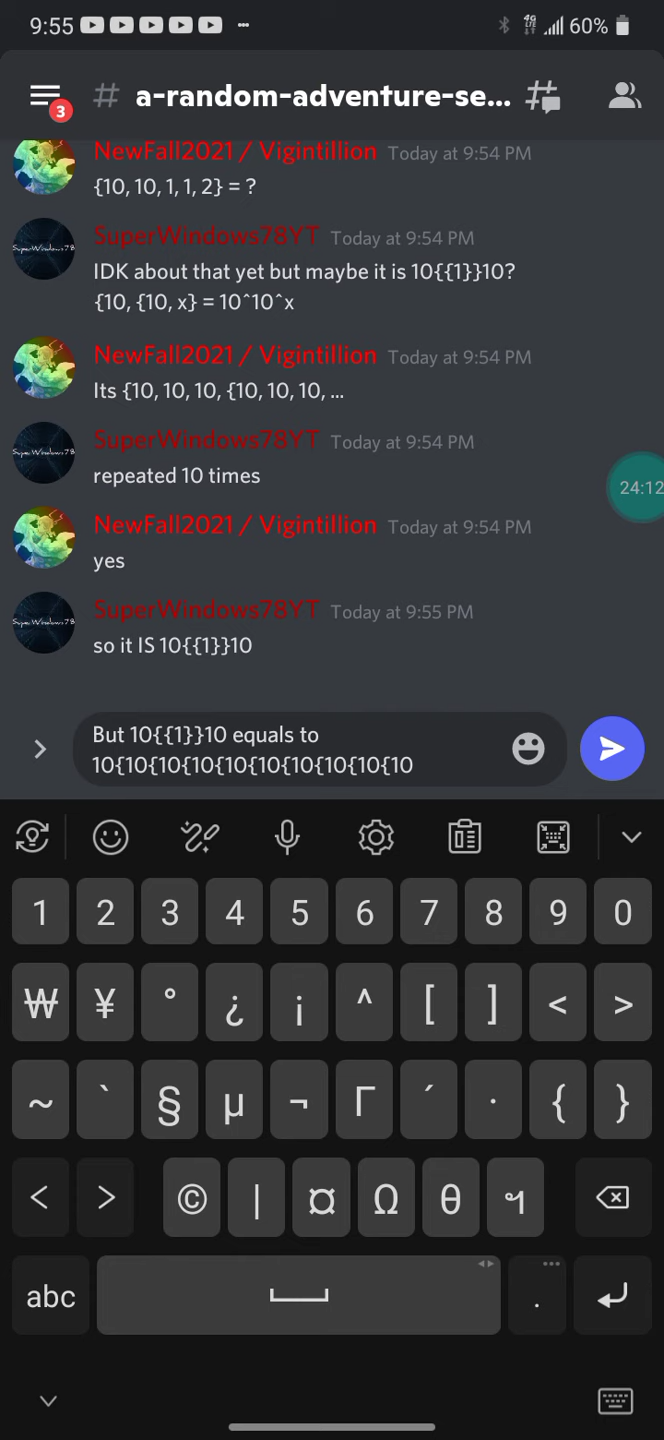 9:55 ••• 4G LTE 60%
3
# a-random-adventure-se...
NewFall2021 / Vigintillion Today at 9:54 PM
{10, 10, 1, 1, 2} = ?
SuperWindows78YT
SuperWindows78YT Today at 9:54 PM
IDK about that yet but maybe it is 10{{1}}10?
{10, {10, x} = 10^10^x
NewFall2021 / Vigintillion Today at 9:54 PM
Its {10, 10, 10, {10, 10, 10, ...
SuperWindows78YT
SuperWindows78YT Today at 9:54 PM
repeated 10 times
24:12
NewFall2021 / Vigintillion Today at 9:54 PM
yes
SuperWindows78YT
SuperWindows78YT Today at 9:55 PM
so it IS 10{{1}}10
But 10{{1}}10 equals to
10{10{10{10{10{10{10{10{10{10
1 2 3 4 5 6 7 8 9 0
₩ ¥ ° ¿ ¡ ^ [ ] < >
~ ` § µ ¬ Γ ´ · { }
< > © | ¤ Ω θ
abc .